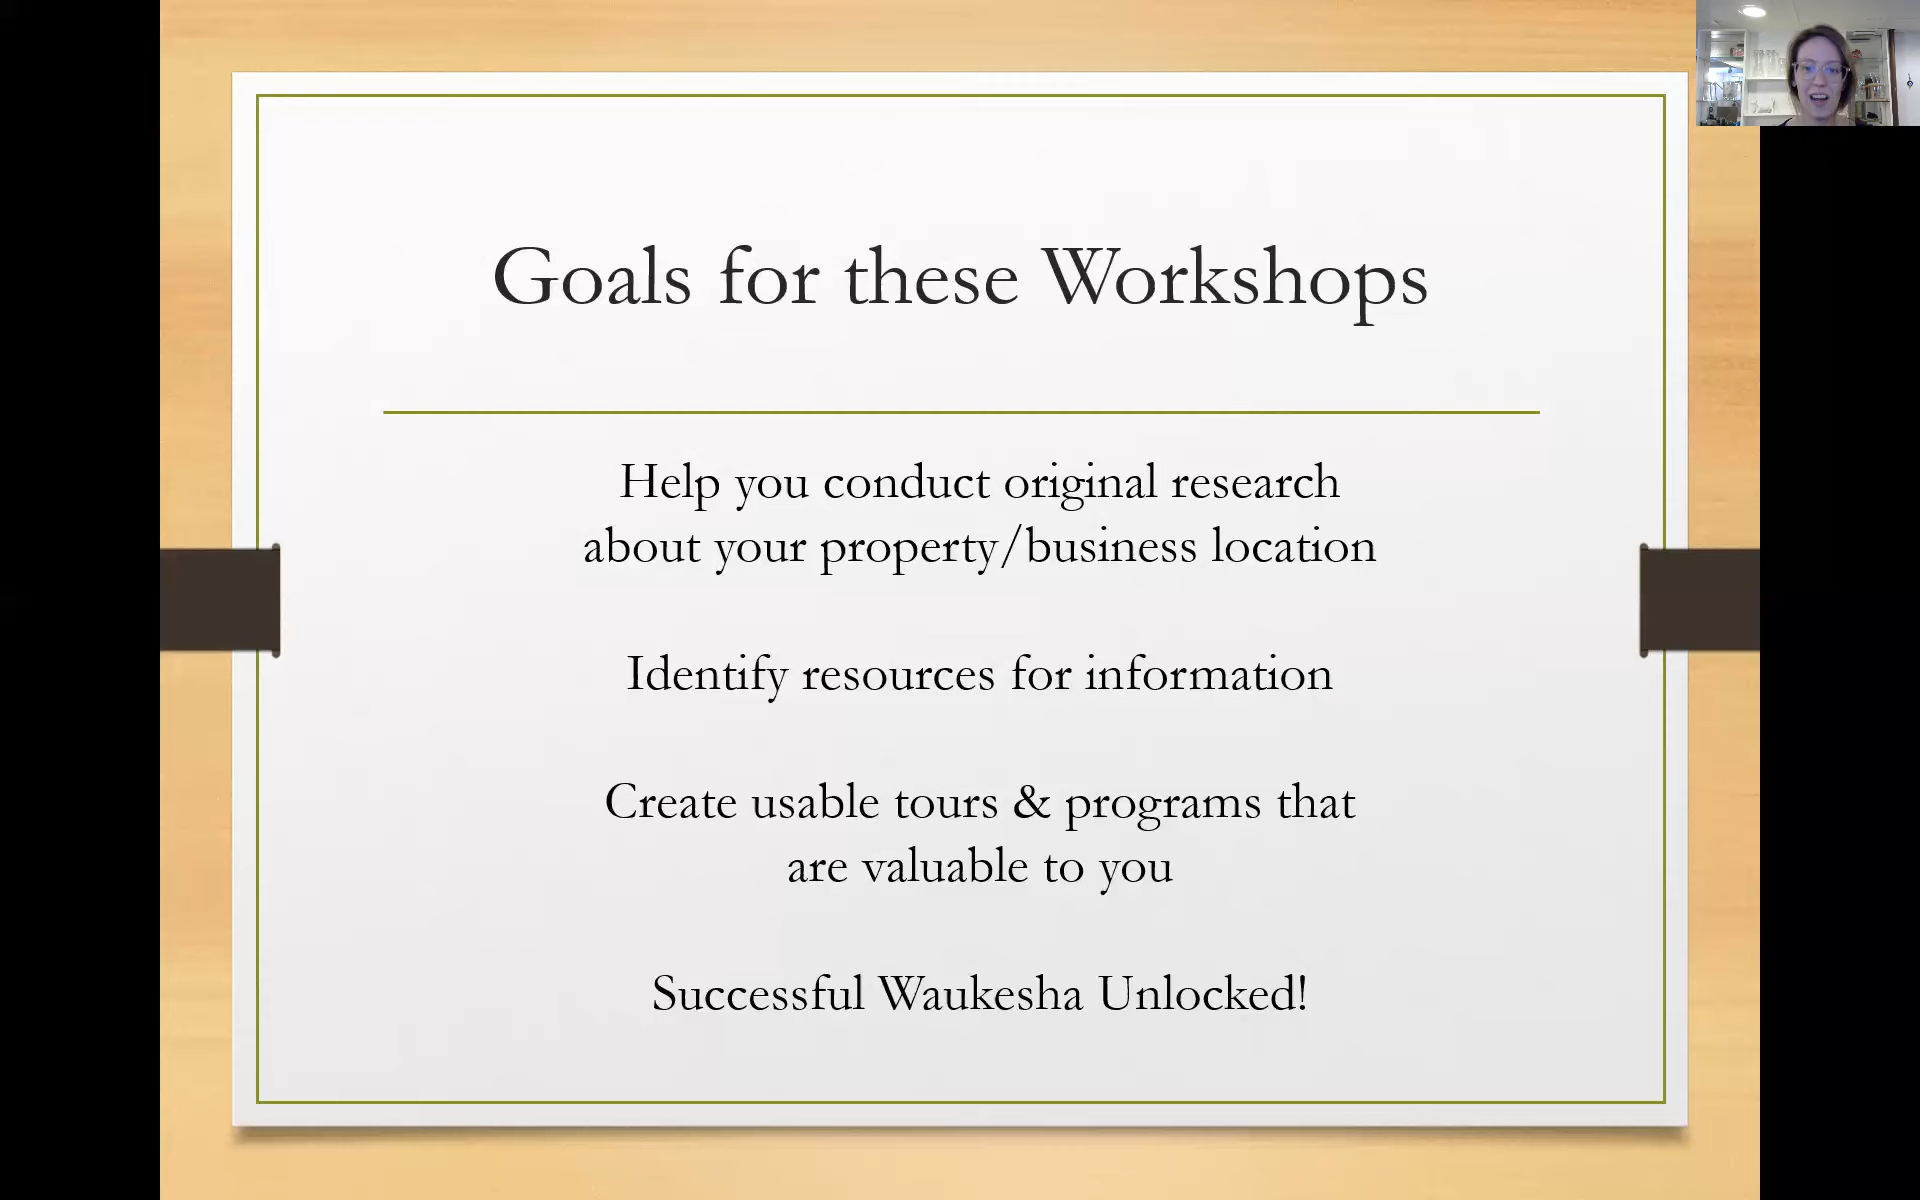 Goals for these Workshops
Help you conduct original research
about your property/business location
Identify resources for information
Create usable tours & programs that
are valuable to you
Successful Waukesha Unlocked!